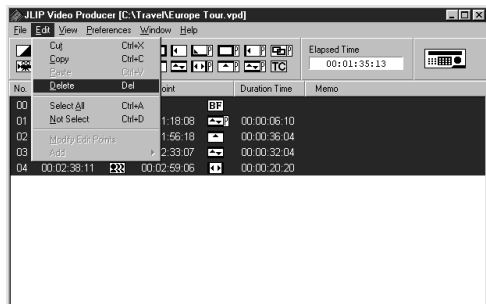 JLIP Video Producer [C:\Travel\Europe Tour.vpd]
File Edit View Preferences Window Help
Cut Ctrl+X
Copy Ctrl+C
Paste Ctrl+V
Delete Del
Select All Ctrl+A
Not Select Ctrl+D
Modify Edit Points
Add
P P P P
P P P TC
Elapsed Time
00:01:35:13
No. oint Duration Time Memo
00 BF
01 1:18:08 P 00:00:06:10
02 1:56:18 00:00:36:04
03 2:33:07 00:00:32:04
04 00:02:38:11 00:02:59:06 00:00:20:20